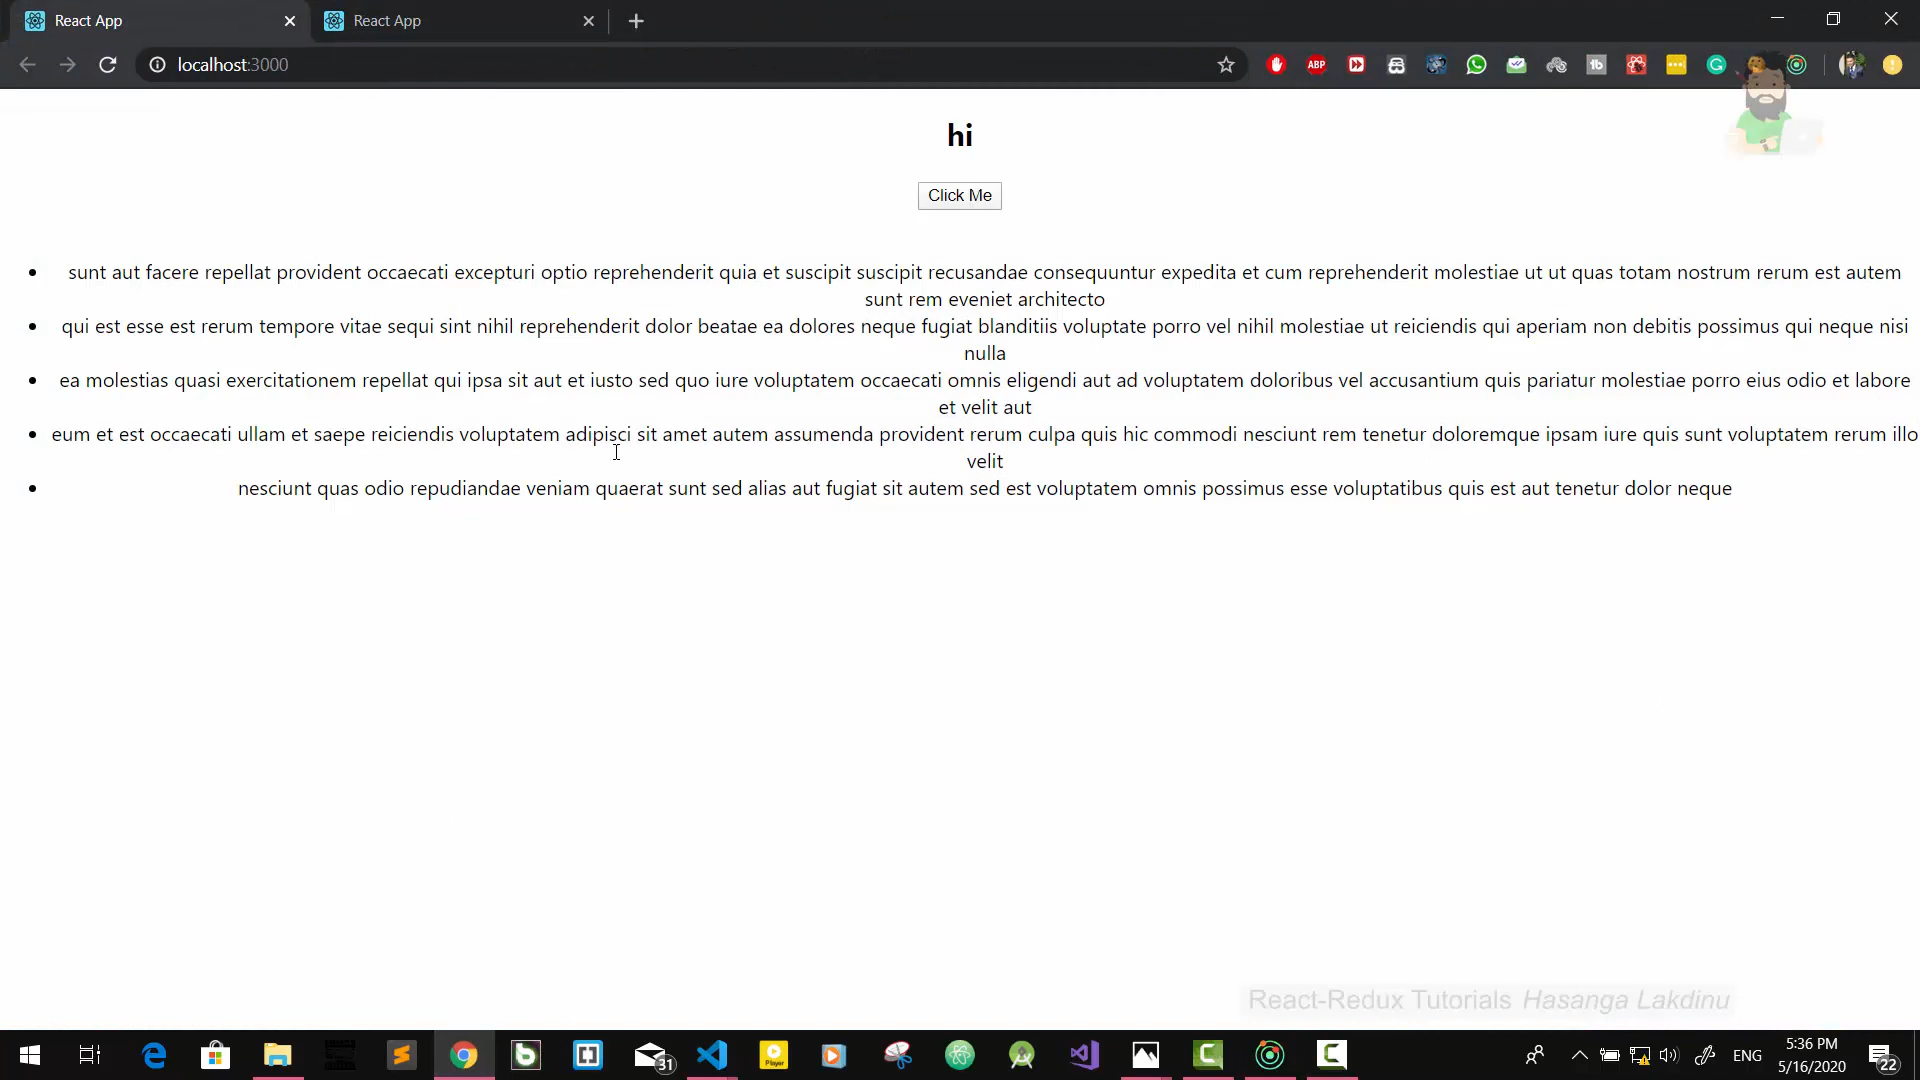 React App
React App
localhost:3000
ABP
hi
Click Me
sunt aut facere repellat provident occaecati excepturi optio reprehenderit quia et suscipit suscipit recusandae consequuntur expedita et cum reprehenderit molestiae ut ut quas totam nostrum rerum est autem
sunt rem eveniet architecto
qui est esse est rerum tempore vitae sequi sint nihil reprehenderit dolor beatae ea dolores neque fugiat blanditiis voluptate porro vel nihil molestiae ut reiciendis qui aperiam non debitis possimus qui neque nisi
nulla
ea molestias quasi exercitationem repellat qui ipsa sit aut et iusto sed quo iure voluptatem occaecati omnis eligendi aut ad voluptatem doloribus vel accusantium quis pariatur molestiae porro eius odio et labore
et velit aut
eum et est occaecati ullam et saepe reiciendis voluptatem adipisci sit amet autem assumenda provident rerum culpa quis hic commodi nesciunt rem tenetur doloremque ipsam iure quis sunt voluptatem rerum illo
velit
nesciunt quas odio repudiandae veniam quaerat sunt sed alias aut fugiat sit autem sed est voluptatem omnis possimus esse voluptatibus quis est aut tenetur dolor neque
React-Redux Tutorials Hasanga Lakdinu
31
Player
ENG
5:36 PM
5/16/2020
22